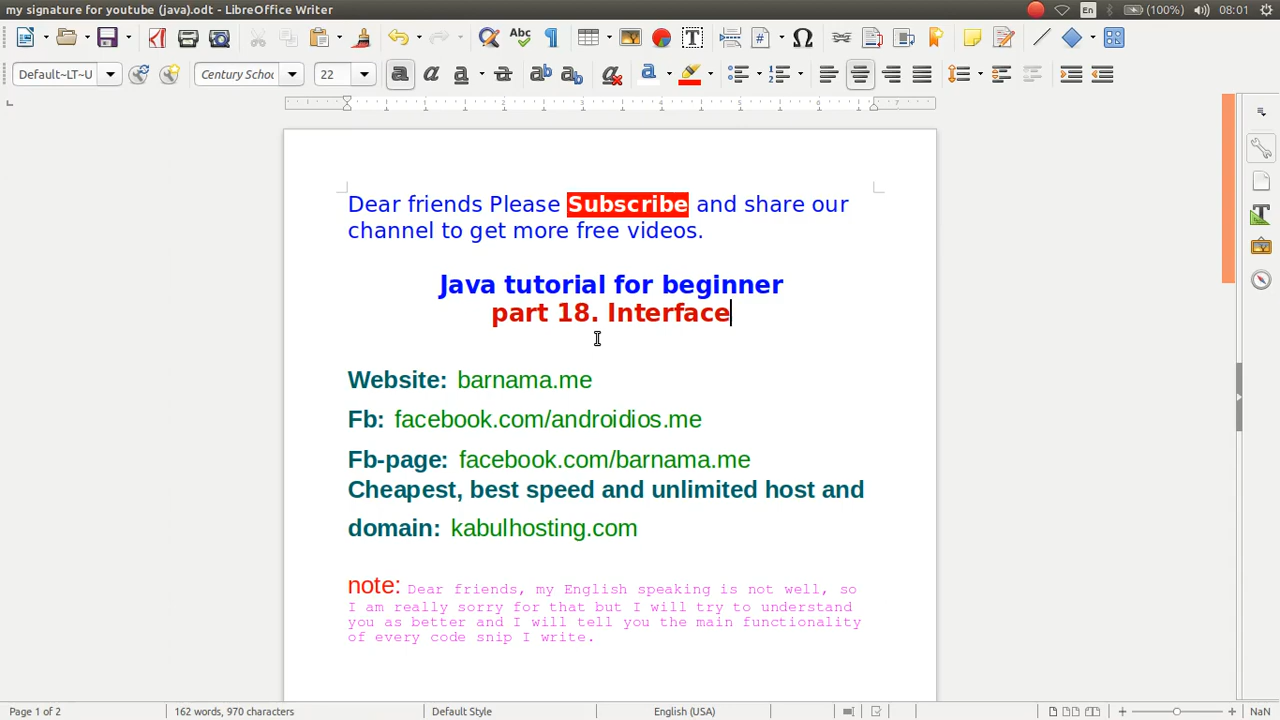 my signature for youtube (java).odt - LibreOffice Writer
En (100%) 08:01
Default~LT~U Century Schoo 22
Dear friends Please Subscribe and share our
channel to get more free videos.
Java tutorial for beginner
part 18. Interface
Website: barnama.me
Fb: facebook.com/androidios.me
Fb-page: facebook.com/barnama.me
Cheapest, best speed and unlimited host and
domain: kabulhosting.com
note: Dear friends, my English speaking is not well, so
I am really sorry for that but I will try to understand
you as better and I will tell you the main functionality
of every code snip I write.
Page 1 of 2 162 words, 970 characters Default Style English (USA) NaN